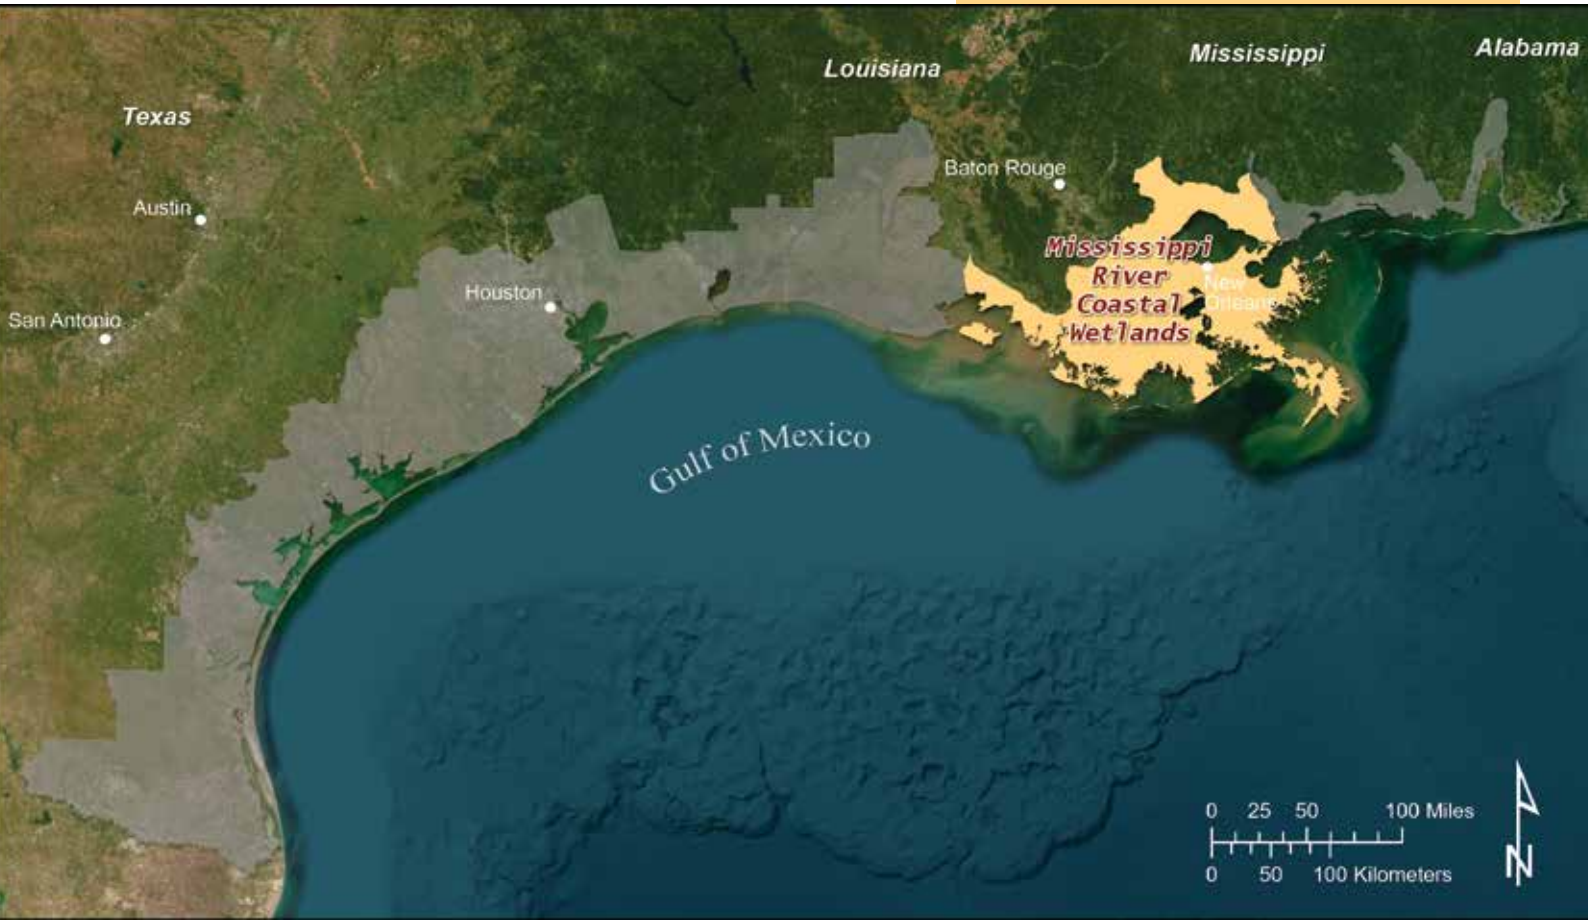 Louisiana
Mississippi
Alabama
Texas
Baton Rouge
Austin
Mississippi
River
Coastal
Wetlands
New
Orleans
Houston
San Antonio
Gulf of Mexico
0 25 50 100 Miles
0 50 100 Kilometers
N